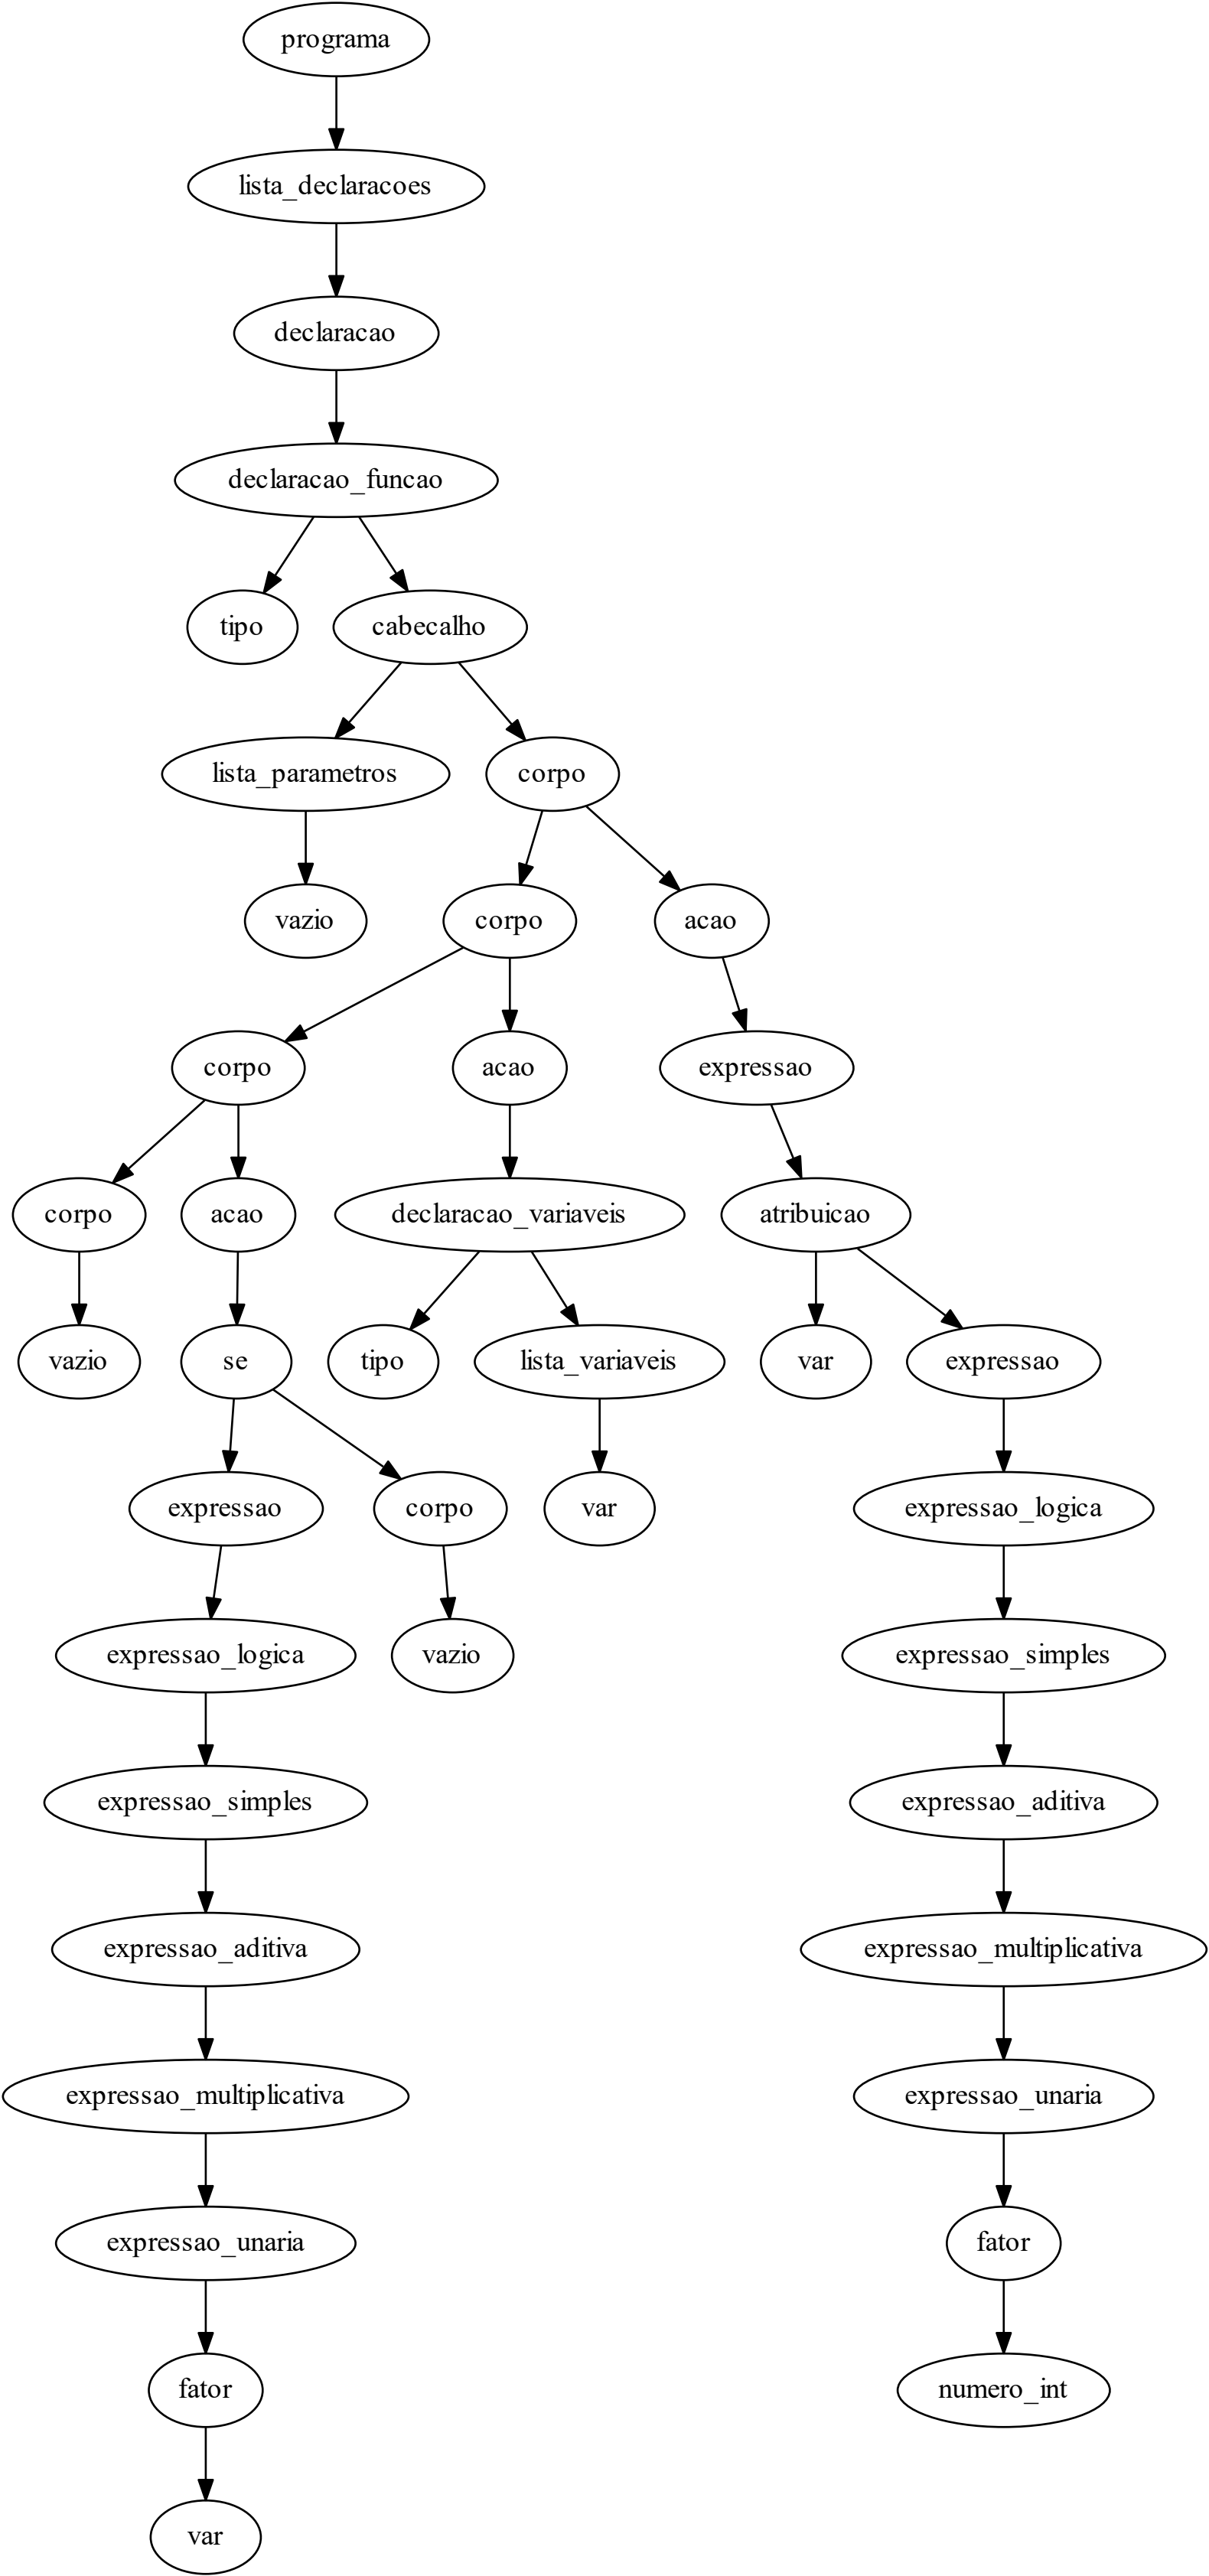 programa
lista_declaracoes
declaracao
declaracao_funcao
tipo
cabecalho
lista_parametros
corpo
vazio
corpo
acao
corpo
acao
expressao
corpo
acao
declaracao_variaveis
atribuicao
vazio
se
tipo
lista_variaveis
var
expressao
expressao
corpo
var
expressao_logica
expressao_logica
vazio
expressao_simples
expressao_simples
expressao_aditiva
expressao_aditiva
expressao_multiplicativa
expressao_multiplicativa
expressao_unaria
expressao_unaria
fator
fator
numero_int
var